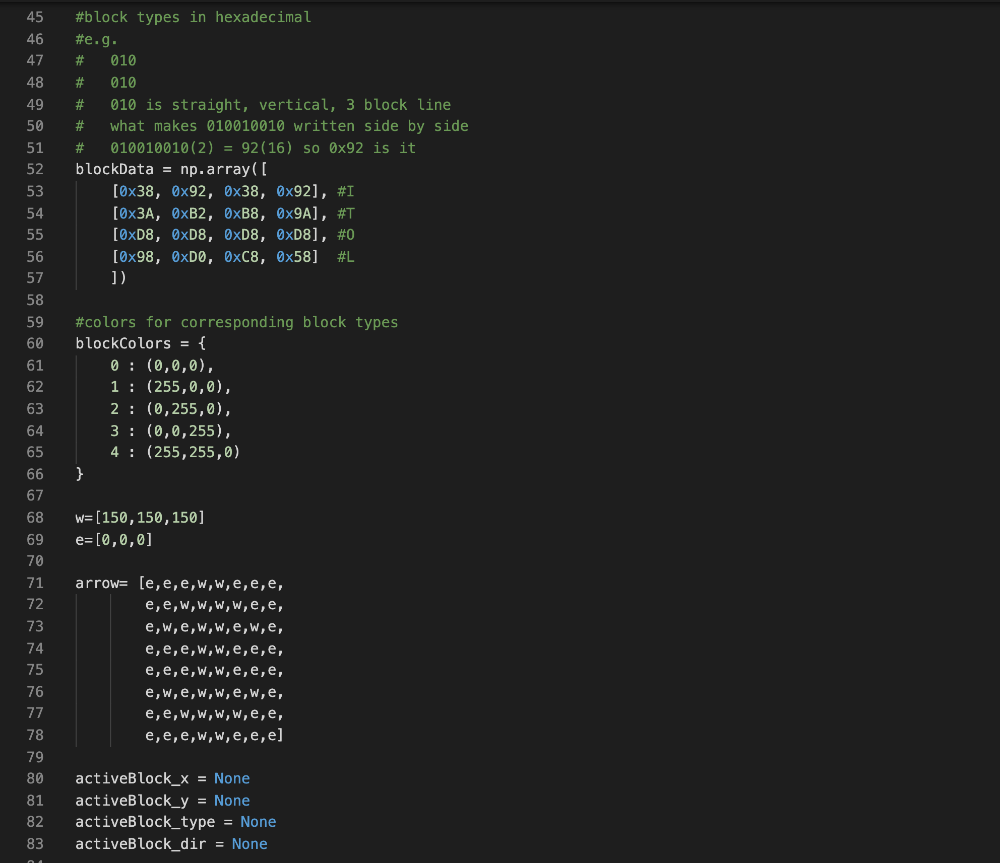 45 #block types in hexadecimal
46 #e.g.
47 #   010
48 #   010
49 #   010 is straight, vertical, 3 block line
50 #   what makes 010010010 written side by side
51 #   010010010(2) = 92(16) so 0x92 is it
52 blockData = np.array([
53     [0x38, 0x92, 0x38, 0x92], #I
54     [0x3A, 0xB2, 0xB8, 0x9A], #T
55     [0xD8, 0xD8, 0xD8, 0xD8], #O
56     [0x98, 0xD0, 0xC8, 0x58]  #L
57     ])
58
59 #colors for corresponding block types
60 blockColors = {
61     0 : (0,0,0),
62     1 : (255,0,0),
63     2 : (0,255,0),
64     3 : (0,0,255),
65     4 : (255,255,0)
66 }
67
68 w=[150,150,150]
69 e=[0,0,0]
70
71 arrow= [e,e,e,w,w,e,e,e,
72         e,e,w,w,w,w,e,e,
73         e,w,e,w,w,e,w,e,
74         e,e,e,w,w,e,e,e,
75         e,e,e,w,w,e,e,e,
76         e,w,e,w,w,e,w,e,
77         e,e,w,w,w,w,e,e,
78         e,e,e,w,w,e,e,e]
79
80 activeBlock_x = None
81 activeBlock_y = None
82 activeBlock_type = None
83 activeBlock_dir = None